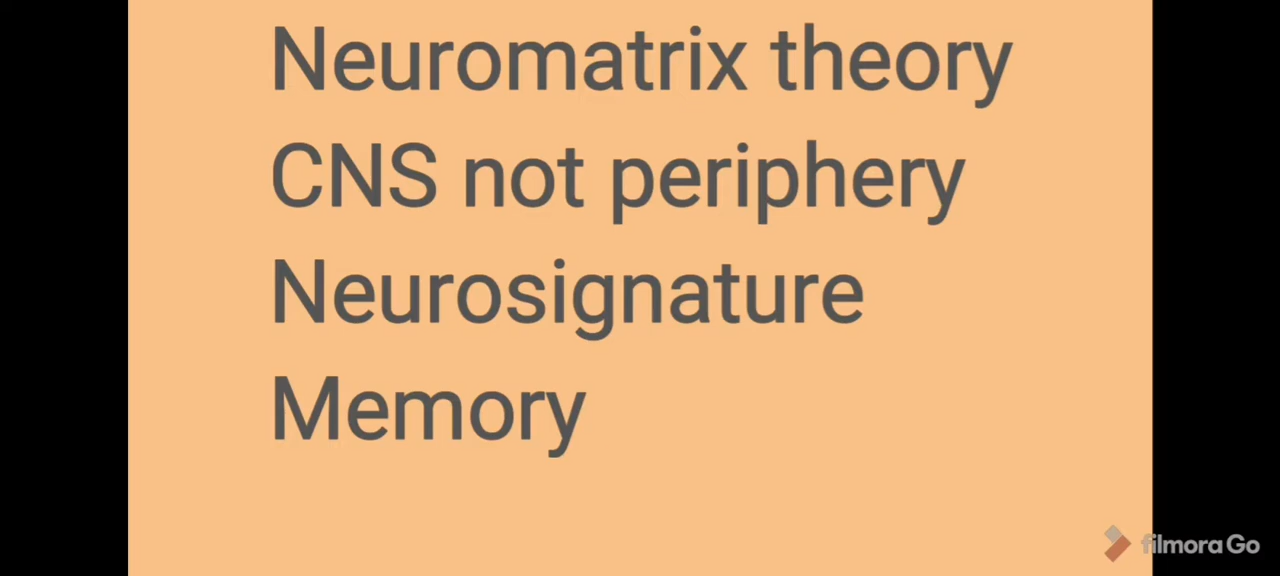 Neuromatrix theory
CNS not periphery
Neurosignature
Memory
filmora Go